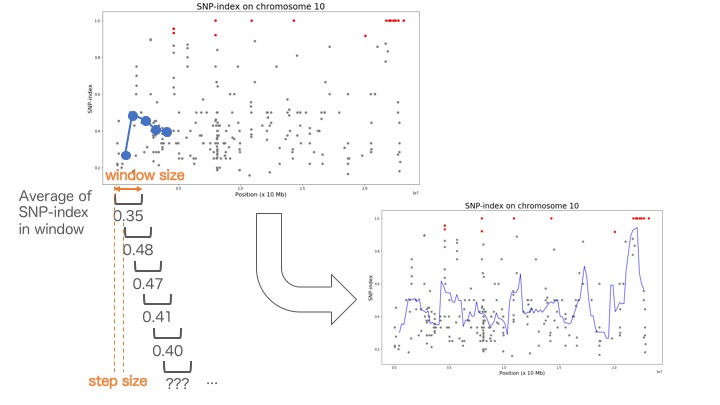 SNP-index on chromosome 10
1.0
0.8
0.6
0.4
0.2
SNP-index
0.5
1.0
1.5
2.0
1e7
Position (x 10 Mb)
window size
Average of
SNP-index
in window
0.35
0.48
0.47
0.41
0.40
???
...
step size
SNP-index on chromosome 10
1.0
0.8
0.6
0.4
0.2
SNP-index
0.0
0.5
1.0
1.5
2.0
1e7
Position (x 10 Mb)